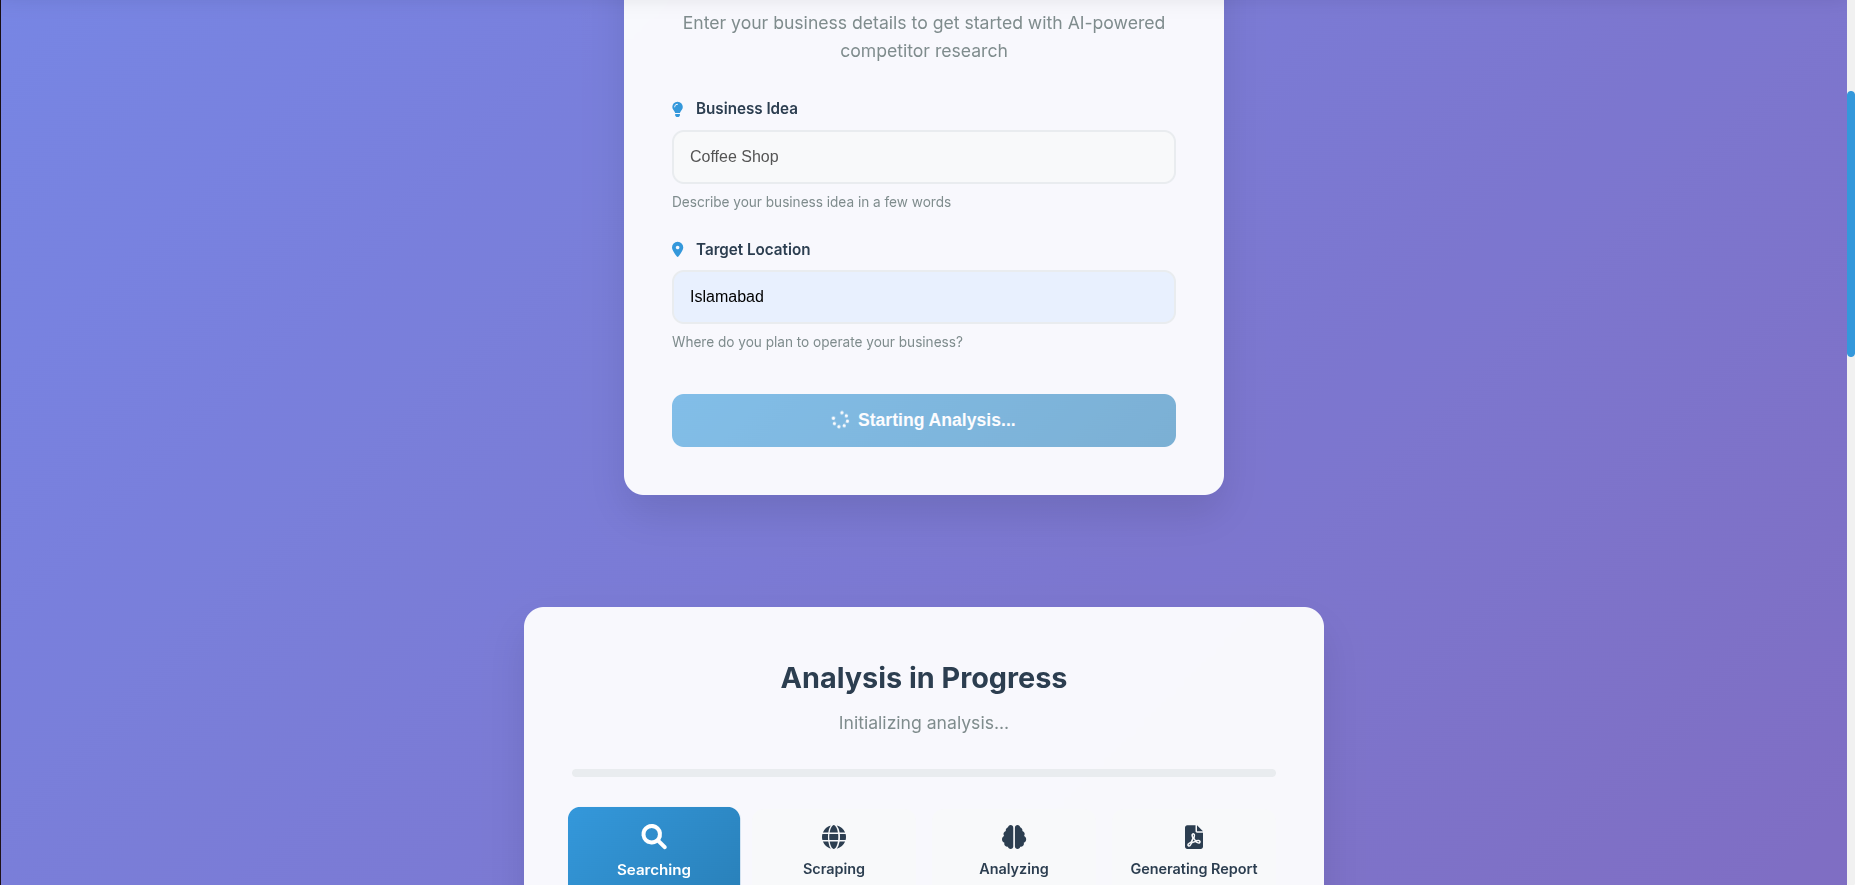 Enter your business details to get started with AI-powered
competitor research
Business Idea
Coffee Shop
Describe your business idea in a few words
Target Location
Islamabad
Where do you plan to operate your business?
Starting Analysis...
Analysis in Progress
Initializing analysis...
Searching
Scraping
Analyzing
Generating Report